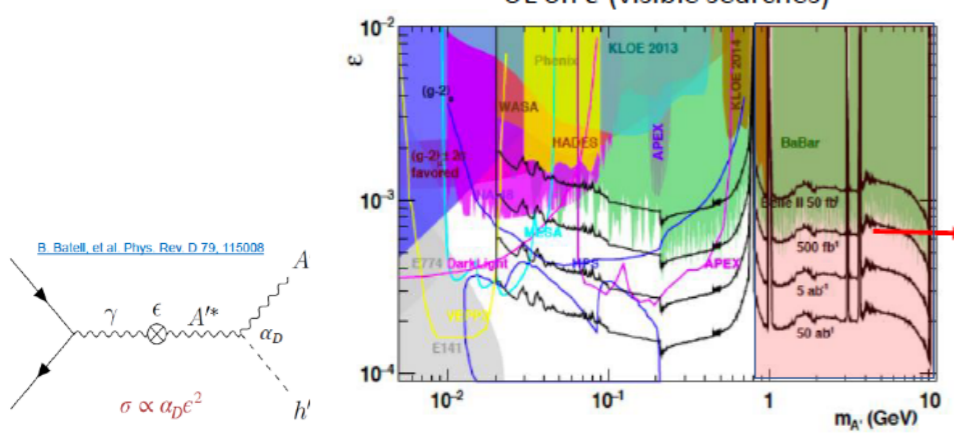 B. Batell, et al. Phys. Rev. D 79, 115008
γ
ϵ
A'*
A
α_D
h'
σ ∝ α_D ϵ²
(visible searches)
ε
10⁻²
10⁻³
10⁻⁴
10⁻²
10⁻¹
1
10
m_A' (GeV)
KLOE 2013
KLOE 2014
Phenix
(g-2)e
WASA
HADES
APEX
BaBar
(g-2) ± 2σ
favored
NA48
Belle II 50 fb⁻¹
500 fb⁻¹
5 ab⁻¹
50 ab⁻¹
MESA
E774
DarkLight
HPS
APEX
VEPP3
E141